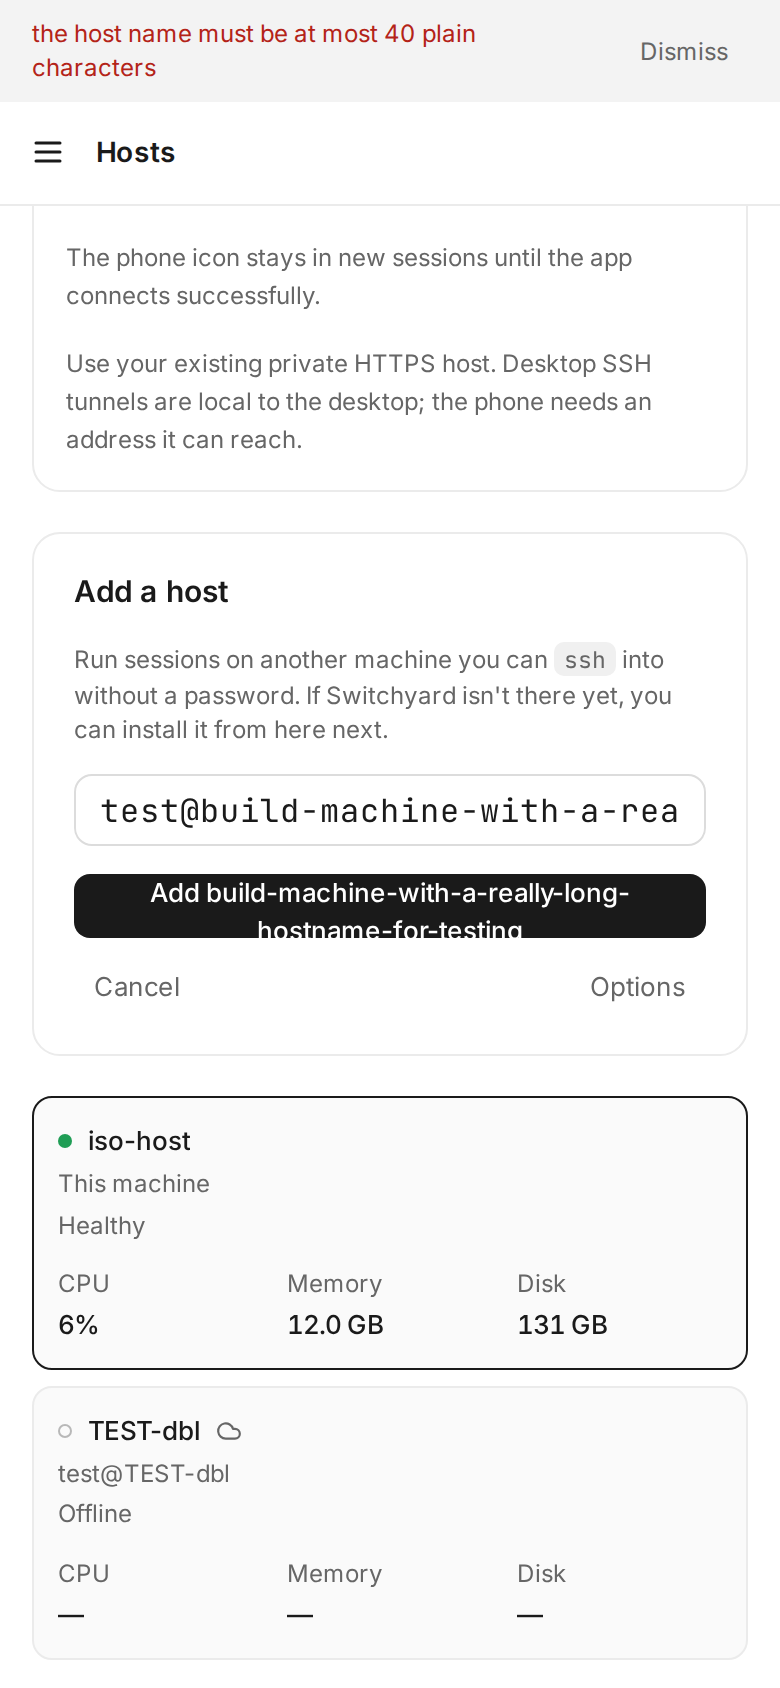 the host name must be at most 40 plain
characters
Dismiss
Hosts
The phone icon stays in new sessions until the app
connects successfully.
Use your existing private HTTPS host. Desktop SSH
tunnels are local to the desktop; the phone needs an
address it can reach.
Add a host
Run sessions on another machine you can ssh into
without a password. If Switchyard isn't there yet, you
can install it from here next.
test@build-machine-with-a-rea
Add build-machine-with-a-really-long-
hostname-for-testing
Cancel
Options
iso-host
This machine
Healthy
CPU Memory Disk
6% 12.0 GB 131 GB
TEST-dbl
test@TEST-dbl
Offline
CPU Memory Disk
— — —